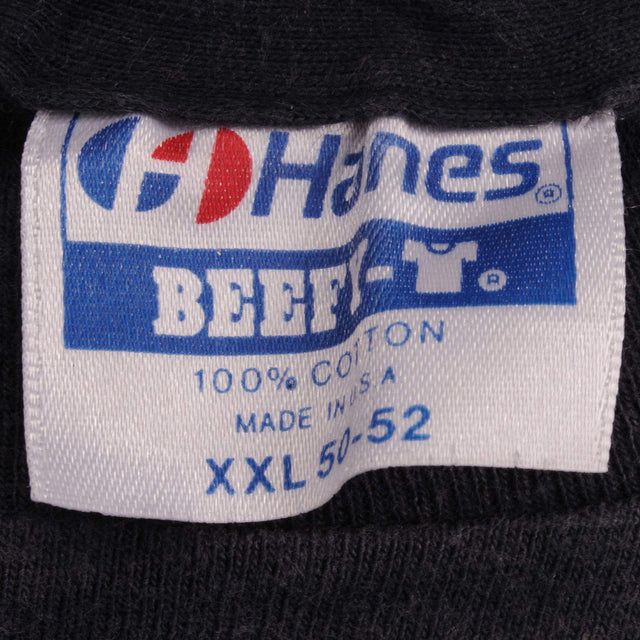 Hanes ®
BEEFY- ®
100% COTTON
MADE IN U.S.A
XXL 50-52